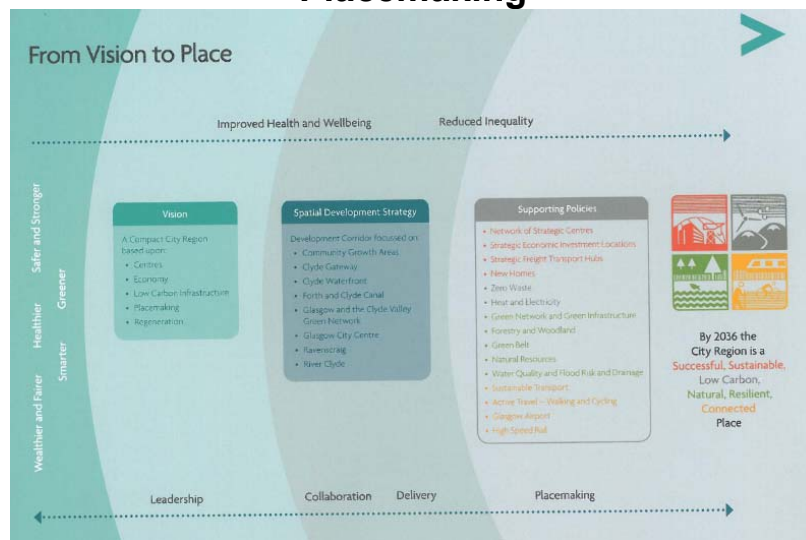 Placemaking
From Vision to Place
Improved Health and Wellbeing
Reduced Inequality
Safer and Stronger
Greener
Healthier
Smarter
Wealthier and Fairer
Vision
A Compact City Region
based upon:
• Centres
• Economy
• Low Carbon Infrastructure
• Placemaking
• Regeneration
Spatial Development Strategy
Development Corridor focussed on:
• Community Growth Areas
• Clyde Gateway
• Clyde Waterfront
• Forth and Clyde Canal
• Glasgow and the Clyde Valley
Green Network
• Glasgow City Centre
• Ravenscraig
• River Clyde
Supporting Policies
• Network of Strategic Centres
• Strategic Economic Investment Locations
• Strategic Freight Transport Hubs
• New Homes
• Zero Waste
• Heat and Electricity
• Green Network and Green Infrastructure
• Forestry and Woodland
• Green Belt
• Natural Resources
• Water Quality and Flood Risk and Drainage
• Sustainable Transport
• Active Travel – Walking and Cycling
• Glasgow Airport
• High Speed Rail
By 2036 the
City Region is a
Successful, Sustainable,
Low Carbon,
Natural, Resilient,
Connected
Place
Leadership
Collaboration
Delivery
Placemaking